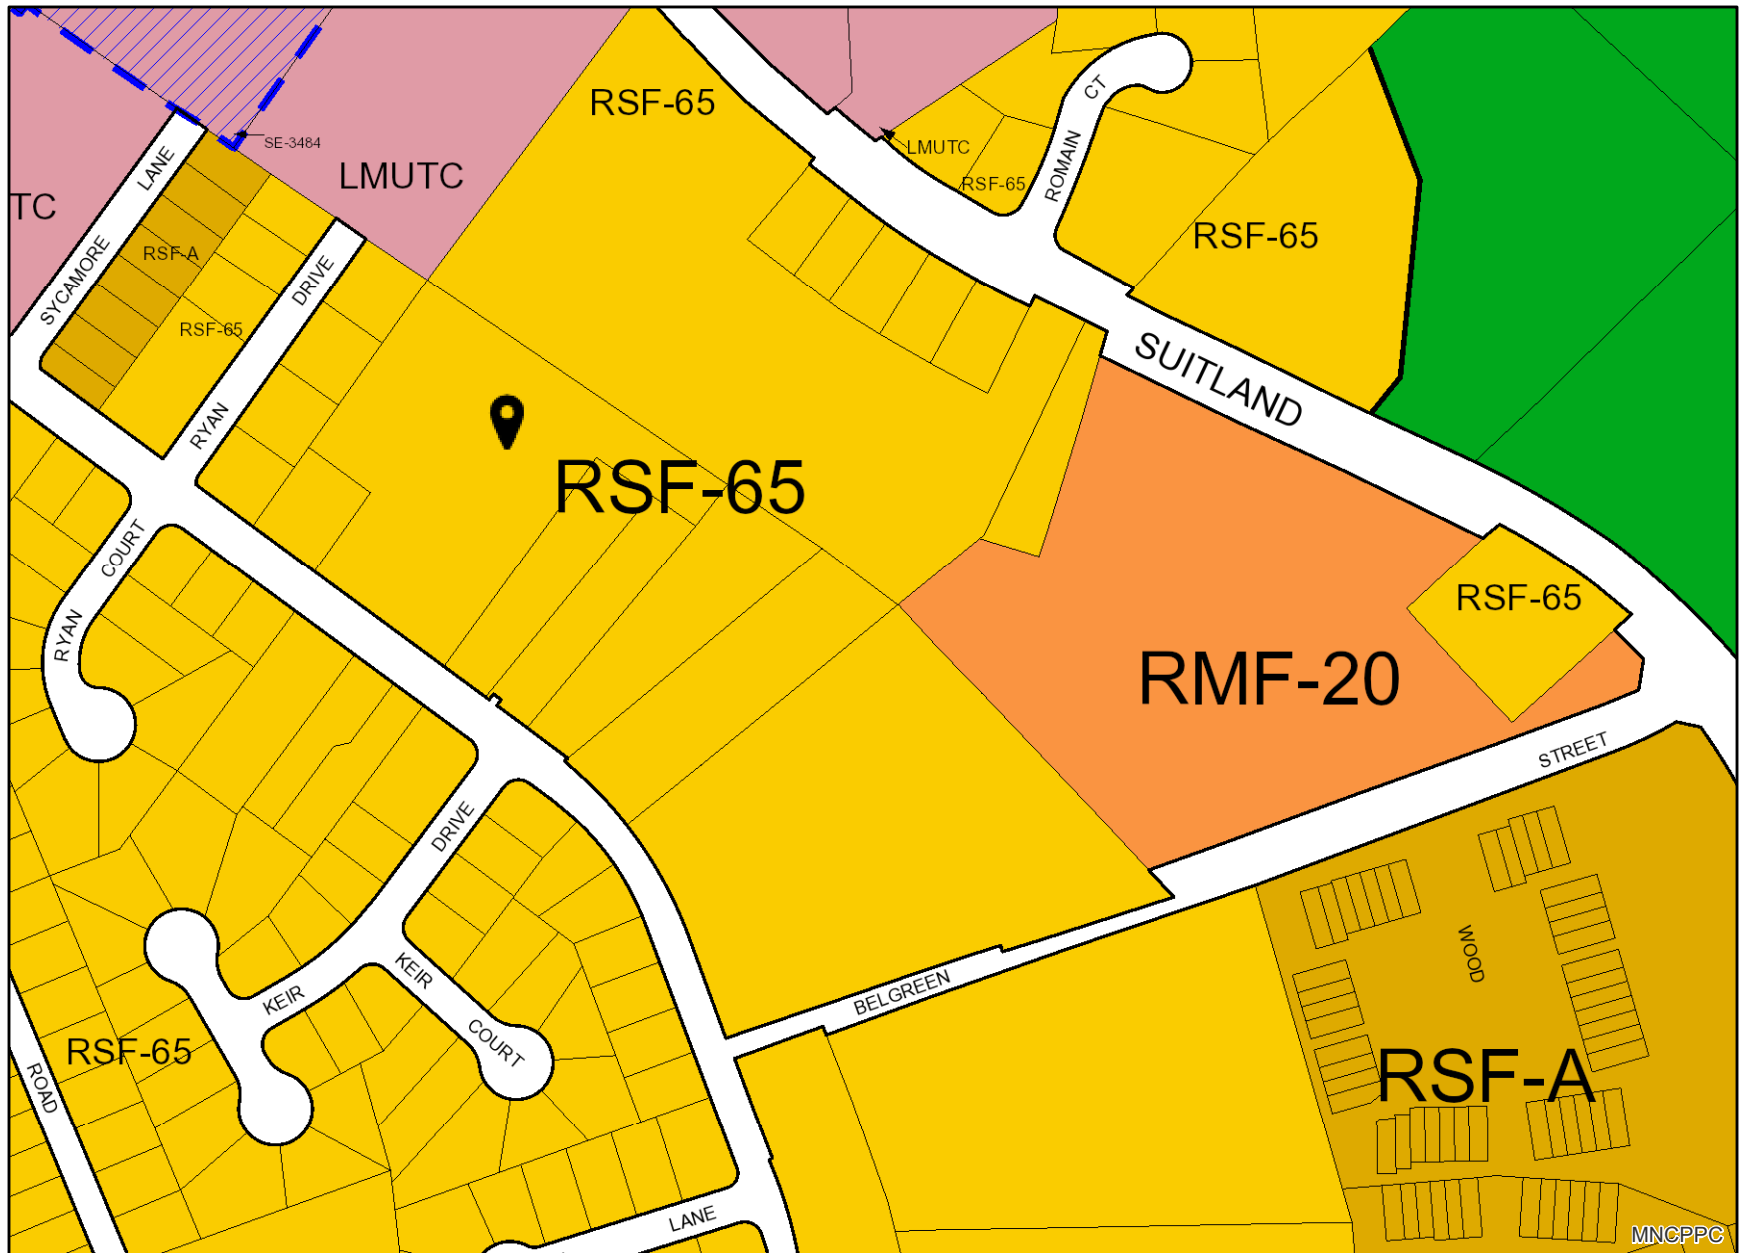 RSF-65
CT
SE-3484
LMUTC
LANE
LMUTC
ROMAIN
RSF-65
TC
RSF-65
RSF-A
SYCAMORE
DRIVE
RSF-65
SUITLAND
RYAN
RSF-65
COURT
RSF-65
RYAN
RMF-20
STREET
DRIVE
WOOD
KEIR
KEIR
BELGREEN
COURT
RSF-65
ROAD
RSF-A
LANE
MNCPPC